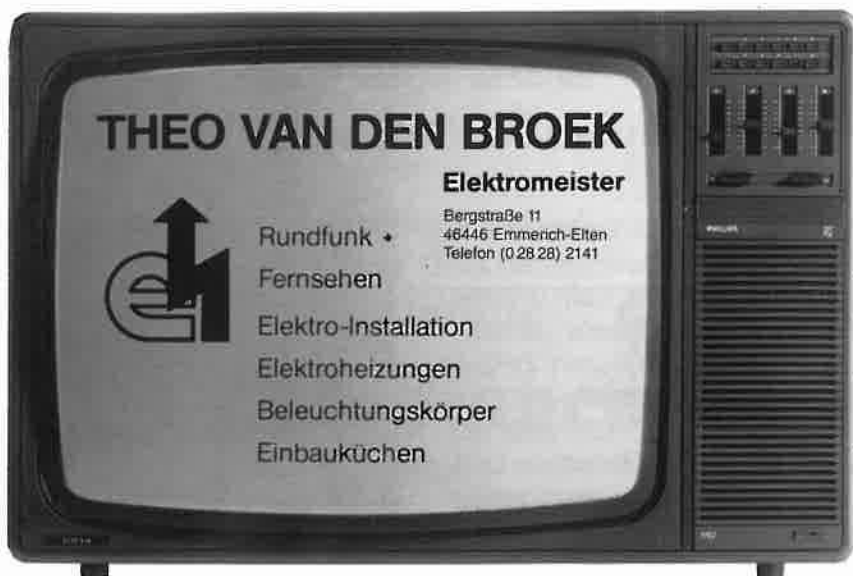 THEO VAN DEN BROEK
Elektromeister
Bergstraße 11
46446 Emmerich-Elten
Telefon (0 28 28) 2141
Rundfunk +
Fernsehen
Elektro-Installation
Elektroheizungen
Beleuchtungskörper
Einbauküchen
PHILIPS